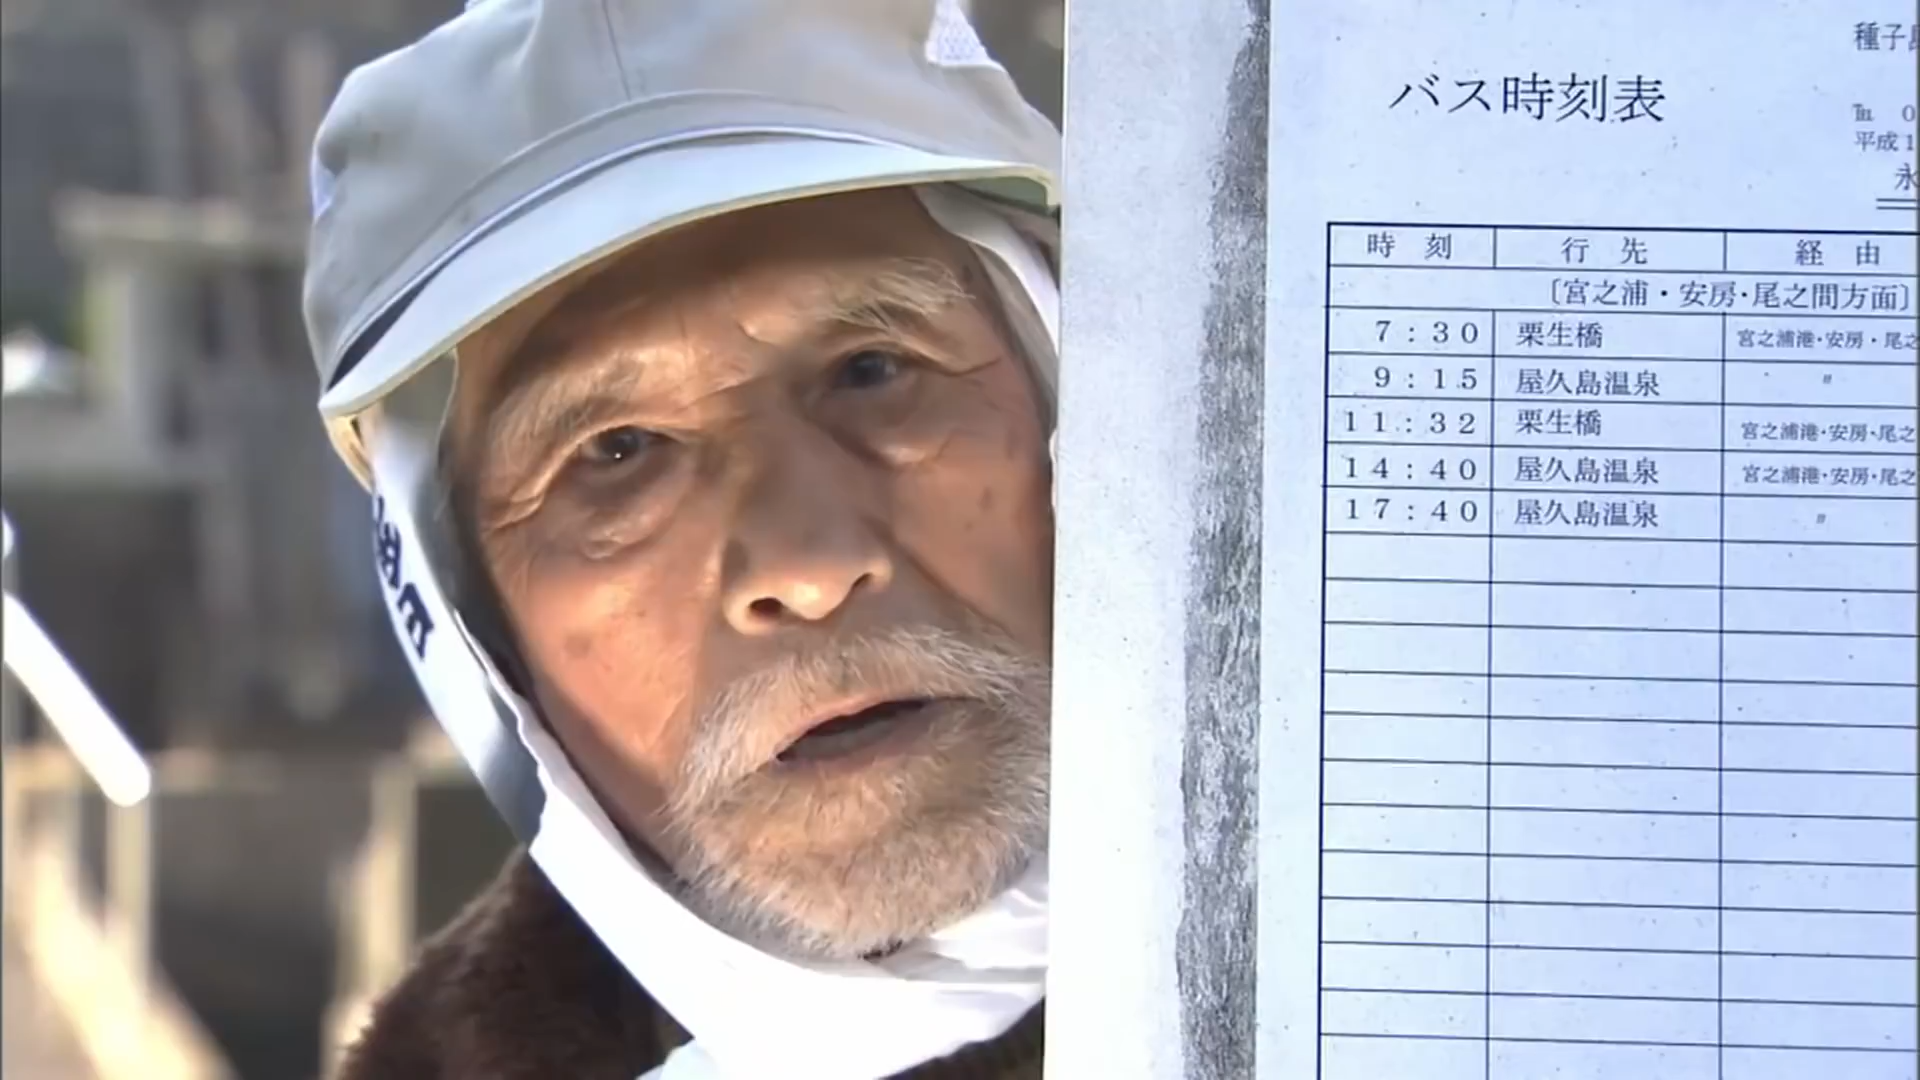 種子
バス時刻表
℡ 0
平成1
永
時刻 行先 経由
〔宮之浦・安房・尾之間方面〕
7:30 栗生橋 宮之浦港・安房・尾之
9:15 屋久島温泉 〃
11:32 栗生橋 宮之浦港・安房・尾之
14:40 屋久島温泉 宮之浦港・安房・尾之
17:40 屋久島温泉 〃